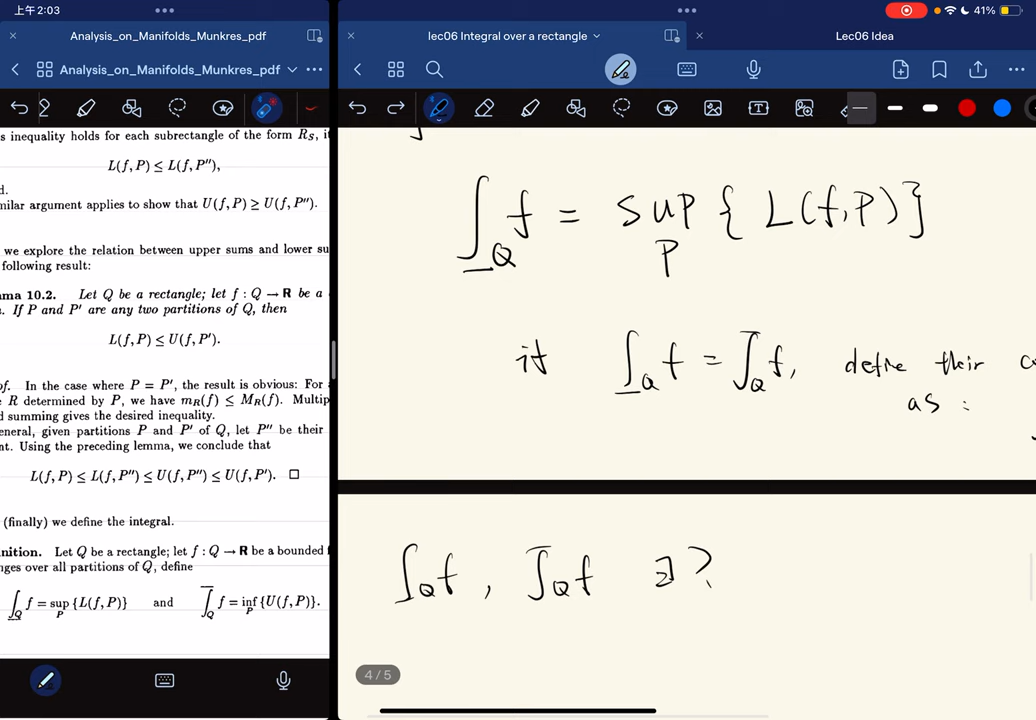 上午 2:03
41%
Analysis_on_Manifolds_Munkres_pdf
lec06 Integral over a rectangle
Lec06 Idea
Analysis_on_Manifolds_Munkres_pdf
s inequality holds for each subrectangle of the form R_S, it
L(f, P) ≤ L(f, P''),
d.
milar argument applies to show that U(f, P) ≥ U(f, P'').
we explore the relation between upper sums and lower su
following result:
ma 10.2. Let Q be a rectangle; let f : Q → R be a
. If P and P' are any two partitions of Q, then
L(f, P) ≤ U(f, P').
of. In the case where P = P', the result is obvious: For
R determined by P, we have m_R(f) ≤ M_R(f). Multip
and summing gives the desired inequality.
eneral, given partitions P and P' of Q, let P'' be their
nt. Using the preceding lemma, we conclude that
L(f, P) ≤ L(f, P'') ≤ U(f, P'') ≤ U(f, P'). □
(finally) we define the integral.
nition. Let Q be a rectangle; let f : Q → R be a bounded f
nges over all partitions of Q, define
∫_Q f = sup_P {L(f, P)} and ∫̅_Q f = inf_P {U(f, P)}.
∫_Q f = sup_P { L(f,P) }
if ∫_Q f = ∫̅_Q f, define their
as :
∫_Q f , ∫̅_Q f ∃ ?
4/5